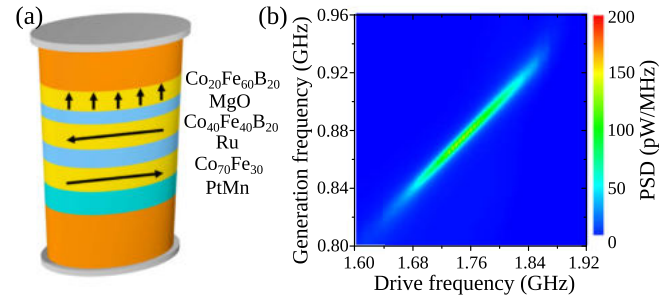 (a)
Co20Fe60B20
MgO
Co40Fe40B20
Ru
Co70Fe30
PtMn
(b)
Generation frequency (GHz)
0.96
0.92
0.88
0.84
0.80
1.60 1.68 1.76 1.84 1.92
Drive frequency (GHz)
200
150
100
50
0
PSD (pW/MHz)